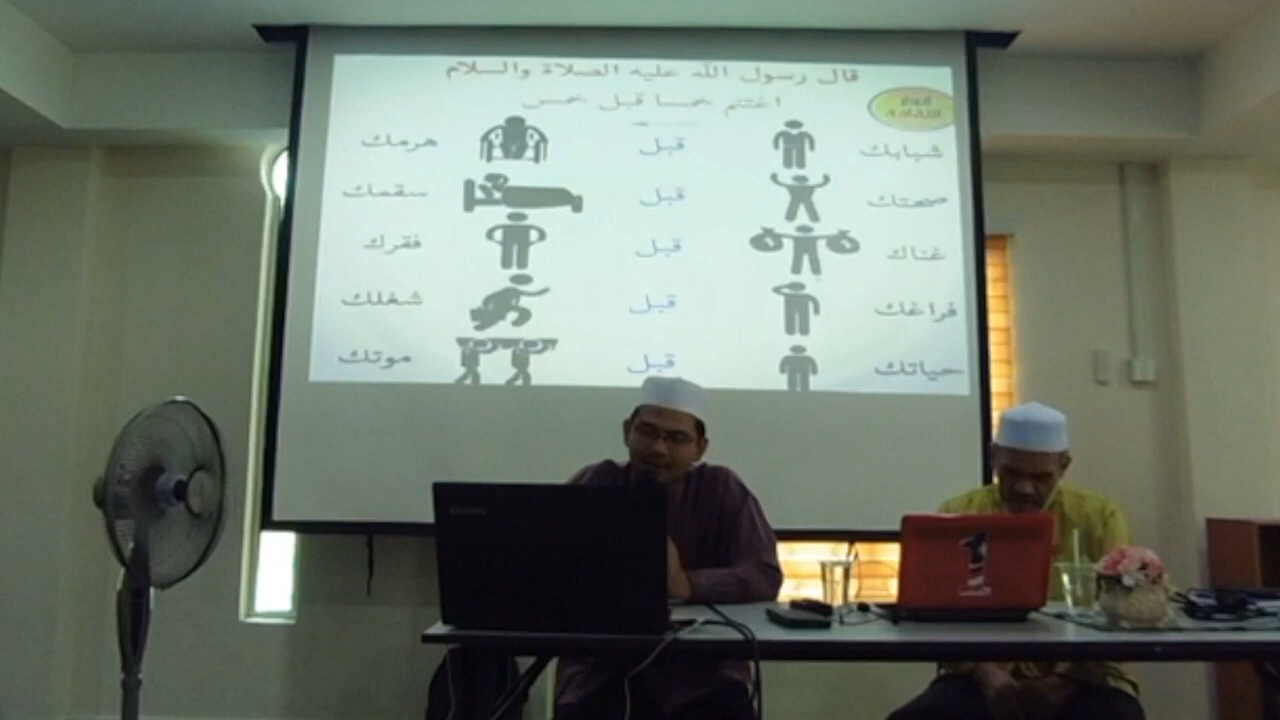 قال رسول الله عليه الصلاة والسلام
اغتنم خمسا قبل خمس
شبابك قبل هرمك
صحتك قبل سقمك
غناك قبل فقرك
فراغك قبل شغلك
حياتك قبل موتك
lenovo